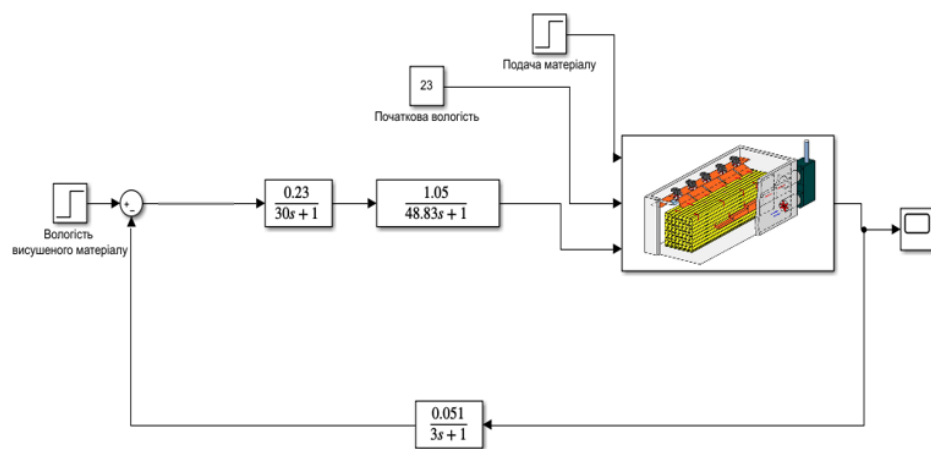 Подача матеріалу
23
Початкова вологість
0.23
30s + 1
1.05
48.83s + 1
+
−
Вологість
висушеного матеріалу
0.051
3s + 1